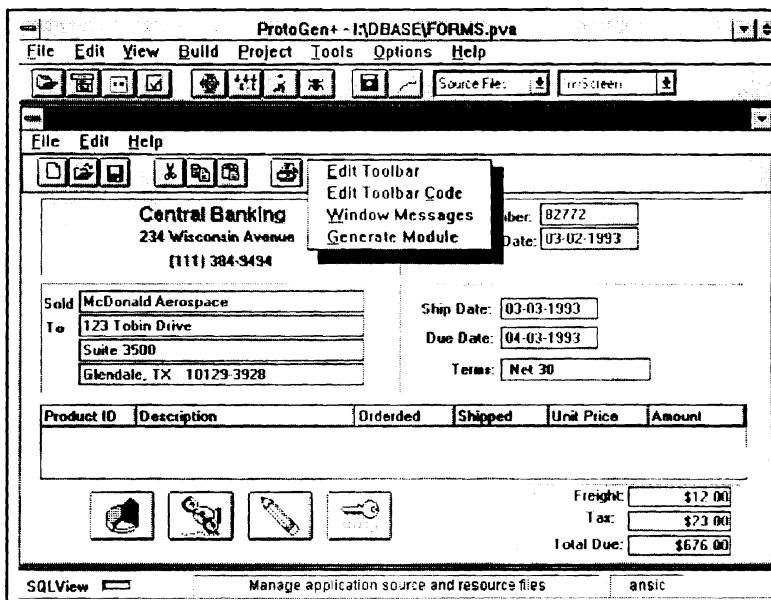 ProtoGen+ - I:\DBASE\FORMS.pva
File Edit View Build Project Tools Options Help
Source File:
File Edit Help
Edit Toolbar
Edit Toolbar Code
Window Messages
Generate Module
Central Banking
234 Wisconsin Avenue
(111) 384-9494
82772
Date: 03-02-1993
Sold To
McDonald Aerospace
123 Tobin Drive
Suite 3500
Glendale, TX 10129-3928
Ship Date: 03-03-1993
Due Date: 04-03-1993
Terms: Net 30
Product ID Description Orderded Shipped Unit Price Amount
Freight: $12.00
Tax: $23.00
Total Due: $676.00
SQLView Manage application source and resource files ansic